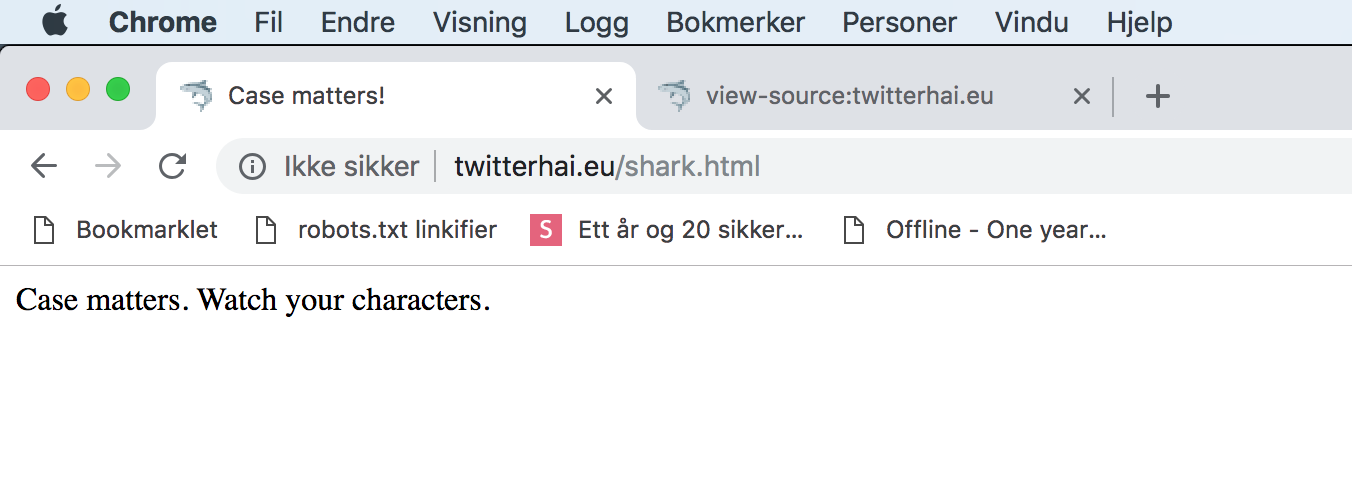 Chrome Fil Endre Visning Logg Bokmerker Personer Vindu Hjelp
Case matters! view-source:twitterhai.eu
Ikke sikker twitterhai.eu/shark.html
Bookmarklet robots.txt linkifier S Ett år og 20 sikker... Offline - One year...
Case matters. Watch your characters.